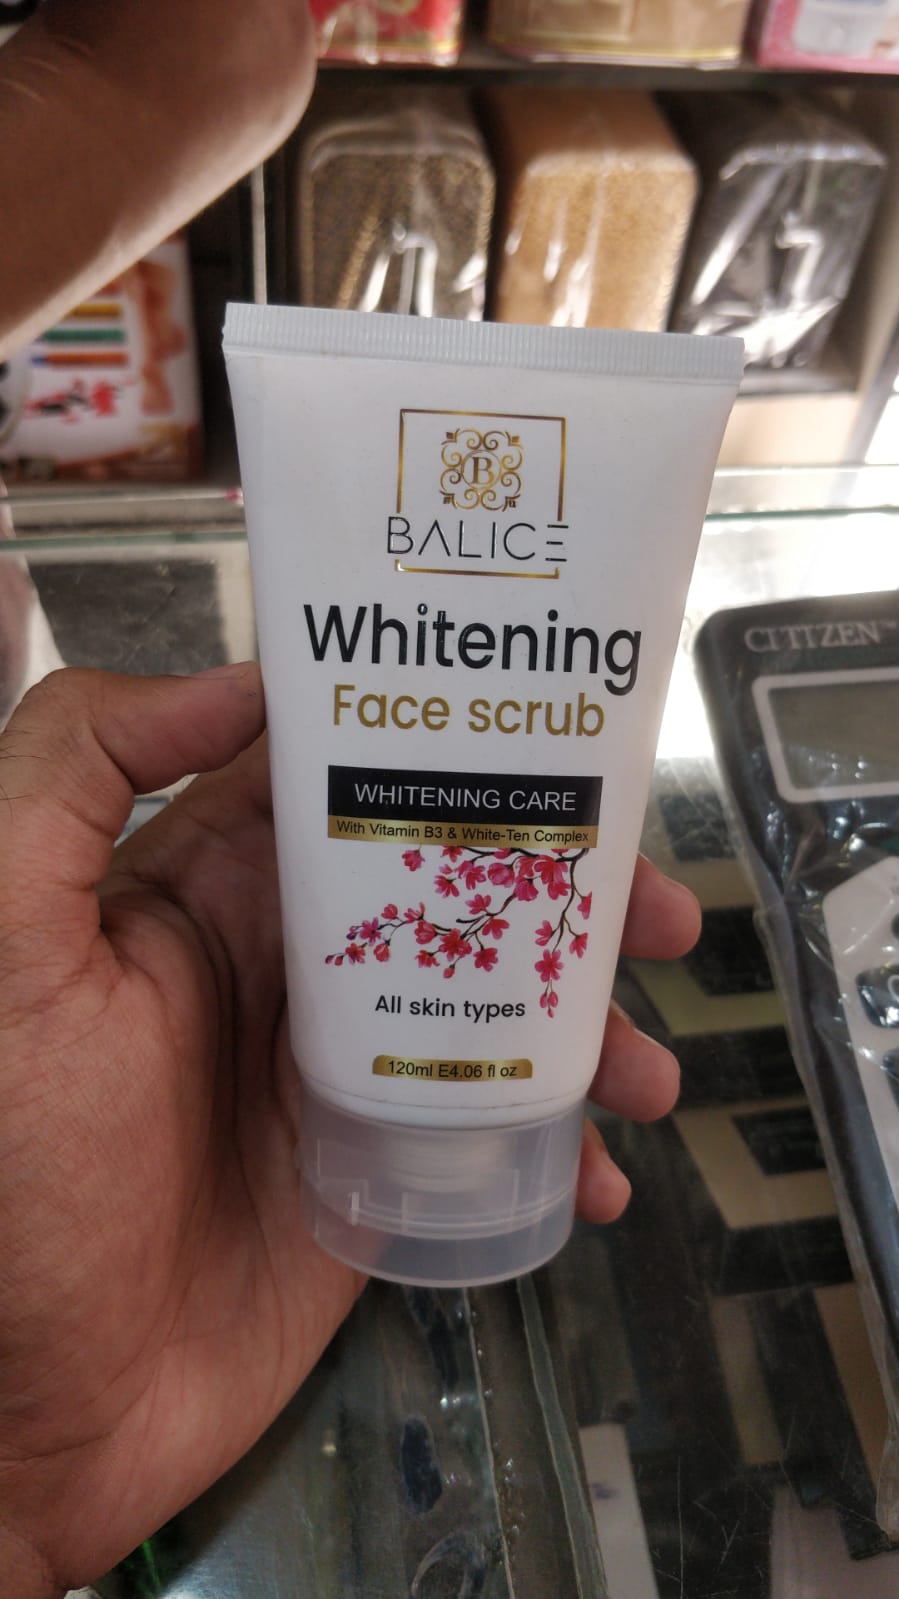 B
BALICE
Whitening
Face scrub
WHITENING CARE
With Vitamin B3 & White-Ten Complex
All skin types
120ml E4.06 fl oz
CITIZEN™